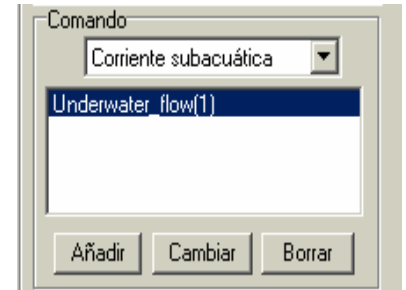 Comando
Corriente subacuática
Underwater_flow(1)
Añadir Cambiar Borrar